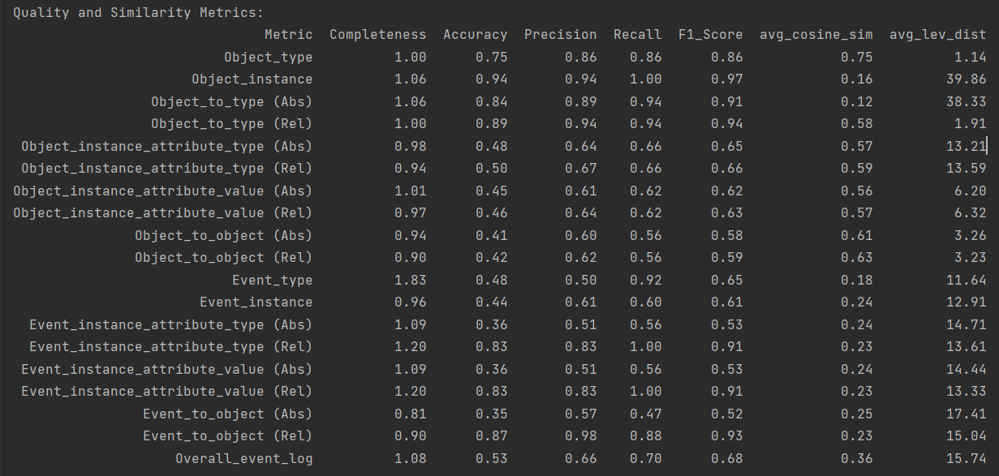 Quality and Similarity Metrics:
Metric Completeness Accuracy Precision Recall F1_Score avg_cosine_sim avg_lev_dist
Object_type 1.00 0.75 0.86 0.86 0.86 0.75 1.14
Object_instance 1.06 0.94 0.94 1.00 0.97 0.16 39.86
Object_to_type (Abs) 1.06 0.84 0.89 0.94 0.91 0.12 38.33
Object_to_type (Rel) 1.00 0.89 0.94 0.94 0.94 0.58 1.91
Object_instance_attribute_type (Abs) 0.98 0.48 0.64 0.66 0.65 0.57 13.21
Object_instance_attribute_type (Rel) 0.94 0.50 0.67 0.66 0.66 0.59 13.59
Object_instance_attribute_value (Abs) 1.01 0.45 0.61 0.62 0.62 0.56 6.20
Object_instance_attribute_value (Rel) 0.97 0.46 0.64 0.62 0.63 0.57 6.32
Object_to_object (Abs) 0.94 0.41 0.60 0.56 0.58 0.61 3.26
Object_to_object (Rel) 0.90 0.42 0.62 0.56 0.59 0.63 3.23
Event_type 1.83 0.48 0.50 0.92 0.65 0.18 11.64
Event_instance 0.96 0.44 0.61 0.60 0.61 0.24 12.91
Event_instance_attribute_type (Abs) 1.09 0.36 0.51 0.56 0.53 0.24 14.71
Event_instance_attribute_type (Rel) 1.20 0.83 0.83 1.00 0.91 0.23 13.61
Event_instance_attribute_value (Abs) 1.09 0.36 0.51 0.56 0.53 0.24 14.44
Event_instance_attribute_value (Rel) 1.20 0.83 0.83 1.00 0.91 0.23 13.33
Event_to_object (Abs) 0.81 0.35 0.57 0.47 0.52 0.25 17.41
Event_to_object (Rel) 0.90 0.87 0.98 0.88 0.93 0.23 15.04
Overall_event_log 1.08 0.53 0.66 0.70 0.68 0.36 15.74